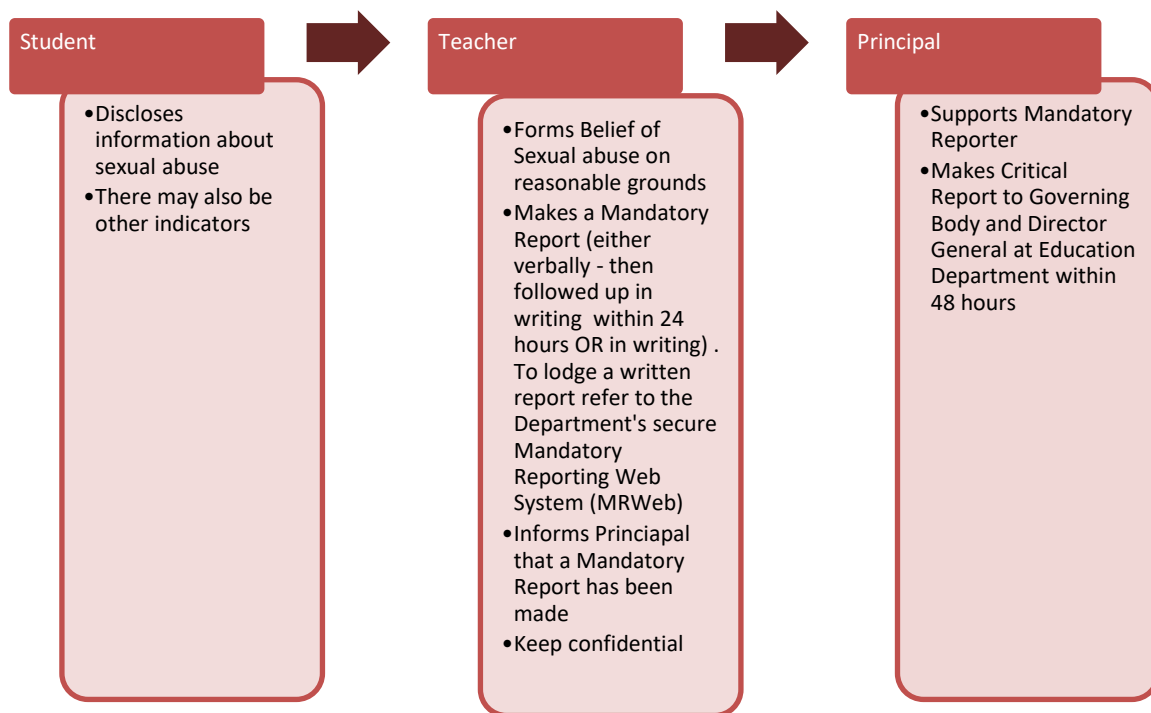 Student
•Discloses
information about
sexual abuse
•There may also be
other indicators
Teacher
•Forms Belief of
Sexual abuse on
reasonable grounds
•Makes a Mandatory
Report (either
verbally - then
followed up in
writing  within 24
hours OR in writing) .
To lodge a written
report refer to the
Department's secure
Mandatory
Reporting Web
System (MRWeb)
•Informs Princiapal
that a Mandatory
Report has been
made
•Keep confidential
Principal
•Supports Mandatory
Reporter
•Makes Critical
Report to Governing
Body and Director
General at Education
Department within
48 hours